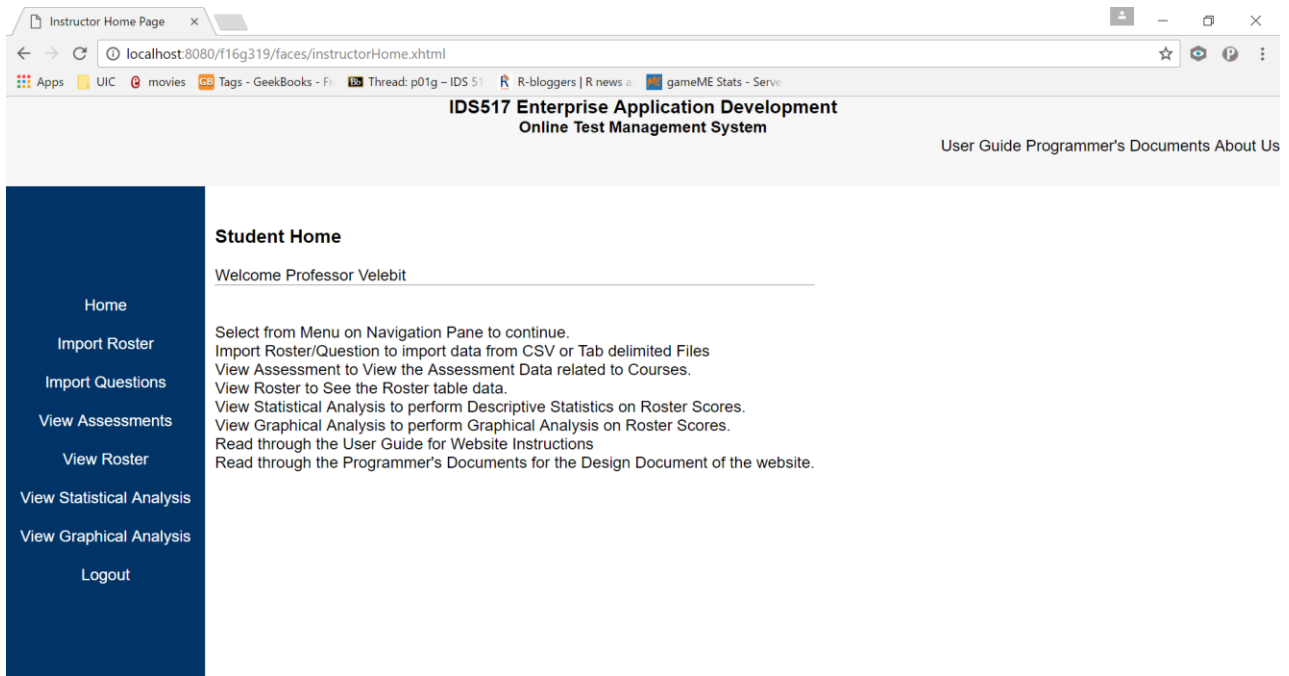 Instructor Home Page
localhost:8080/f16g319/faces/instructorHome.xhtml
Apps UIC movies GB Tags - GeekBooks - Fr Bb Thread: p01g – IDS 51 R R-bloggers | R news a ME gameME Stats - Serve
IDS517 Enterprise Application Development
Online Test Management System
User Guide Programmer's Documents About Us
Student Home
Welcome Professor Velebit
Home
Import Roster
Import Questions
View Assessments
View Roster
View Statistical Analysis
View Graphical Analysis
Logout
Select from Menu on Navigation Pane to continue.
Import Roster/Question to import data from CSV or Tab delimited Files
View Assessment to View the Assessment Data related to Courses.
View Roster to See the Roster table data.
View Statistical Analysis to perform Descriptive Statistics on Roster Scores.
View Graphical Analysis to perform Graphical Analysis on Roster Scores.
Read through the User Guide for Website Instructions
Read through the Programmer's Documents for the Design Document of the website.